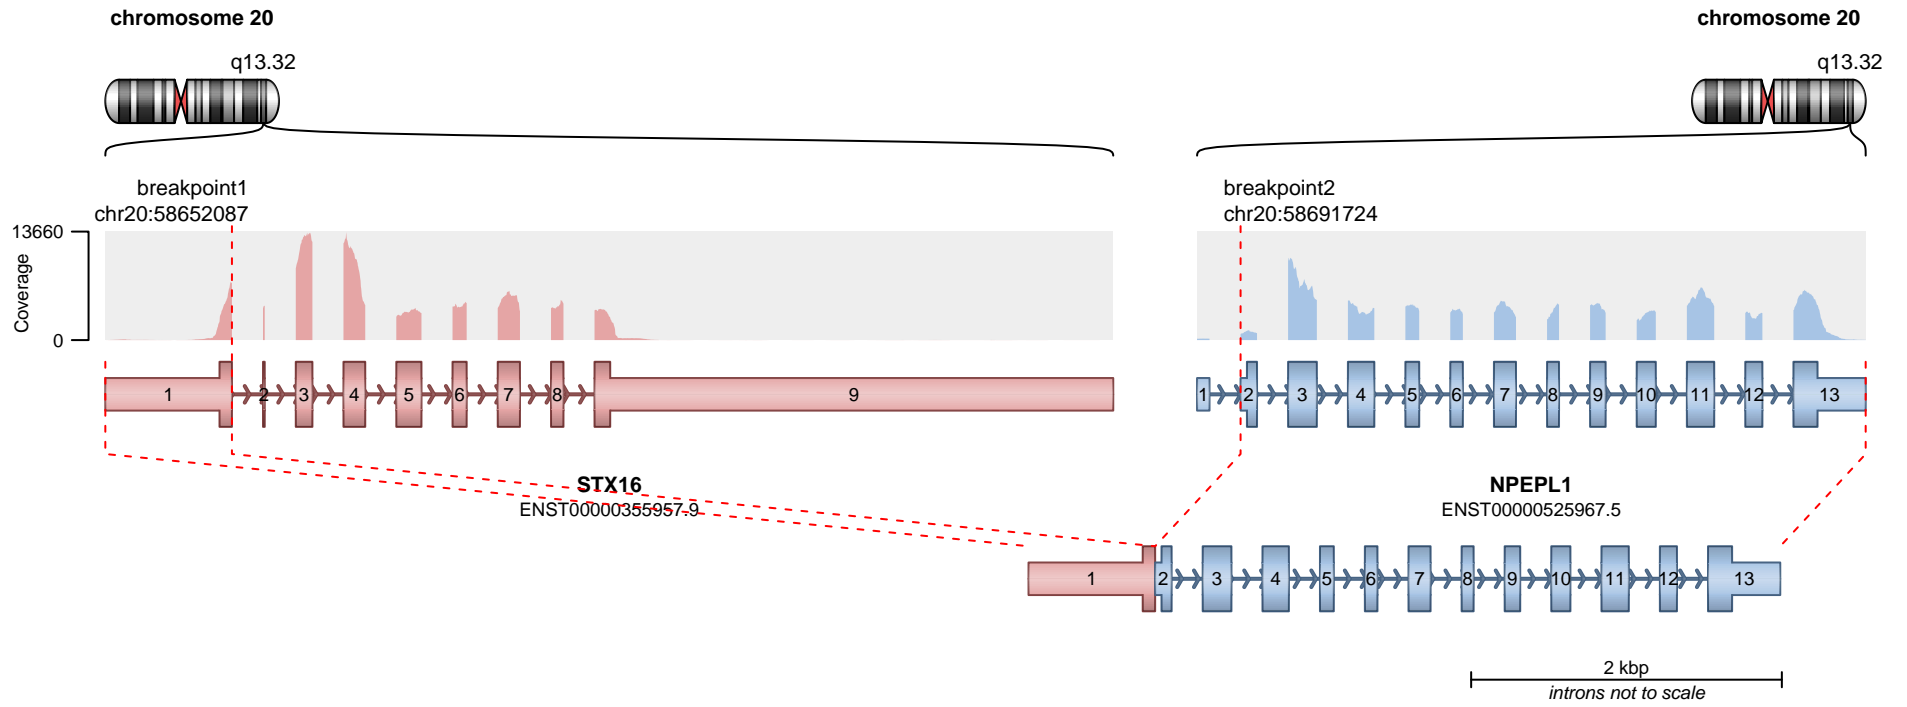 chromosome 20
chromosome 20
q13.32
q13.32
breakpoint1
chr20:58652087
breakpoint2
chr20:58691724
13660
Coverage
0
1 2 3 4 5 6 7 8 9
1 2 3 4 5 6 7 8 9 10 11 12 13
STX16
ENST00000355957.9
NPEPL1
ENST00000525967.5
1 2 3 4 5 6 7 8 9 10 11 12 13
2 kbp
introns not to scale